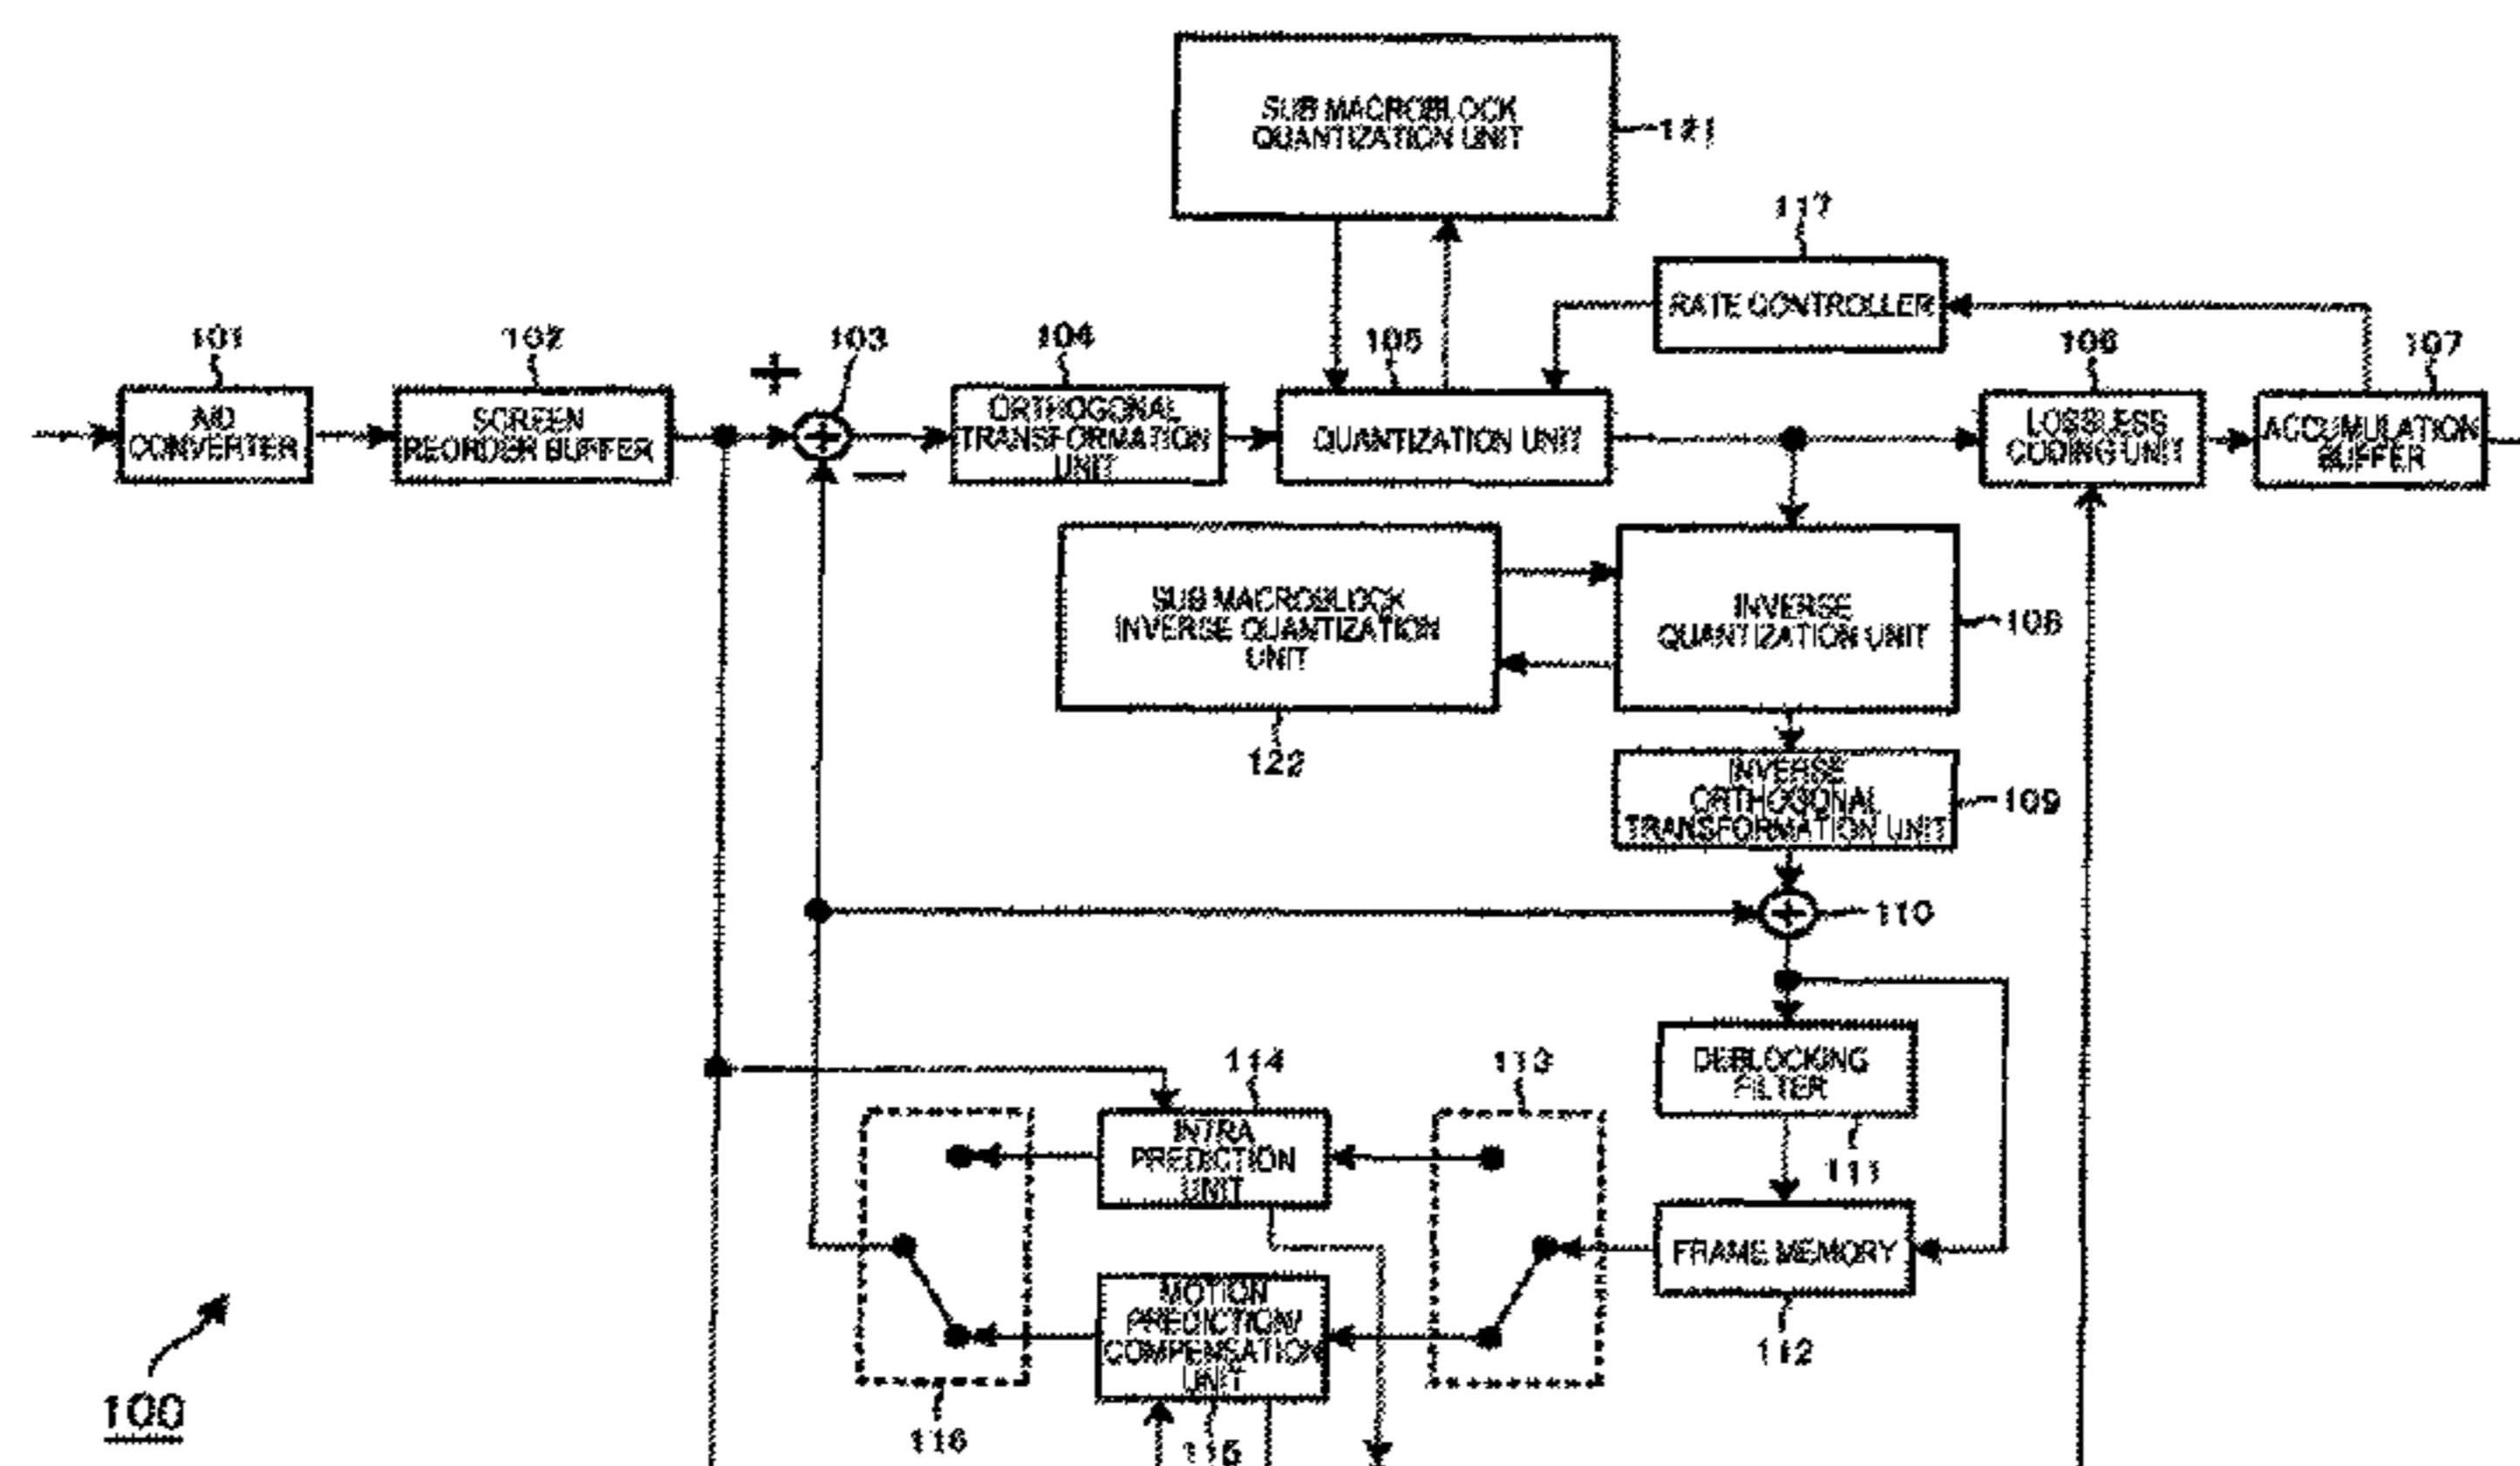 SUB MACROBLOCK
QUANTIZATION UNIT
121
117
RATE CONTROLLER
101
102
103
104
105
106
107
+
A/D
CONVERTER
SCREEN
REORDER BUFFER
+
−
ORTHOGONAL
TRANSFORMATION
UNIT
QUANTIZATION UNIT
LOSSLESS
CODING UNIT
ACCUMULATION
BUFFER
SUB MACROBLOCK
INVERSE QUANTIZATION
UNIT
122
INVERSE
QUANTIZATION UNIT
108
INVERSE
ORTHOGONAL
TRANSFORMATION UNIT
109
+
110
DEBLOCKING
FILTER
111
114
113
INTRA
PREDICTION
UNIT
FRAME MEMORY
112
MOTION
PREDICTION/
COMPENSATION
UNIT
115
116
100